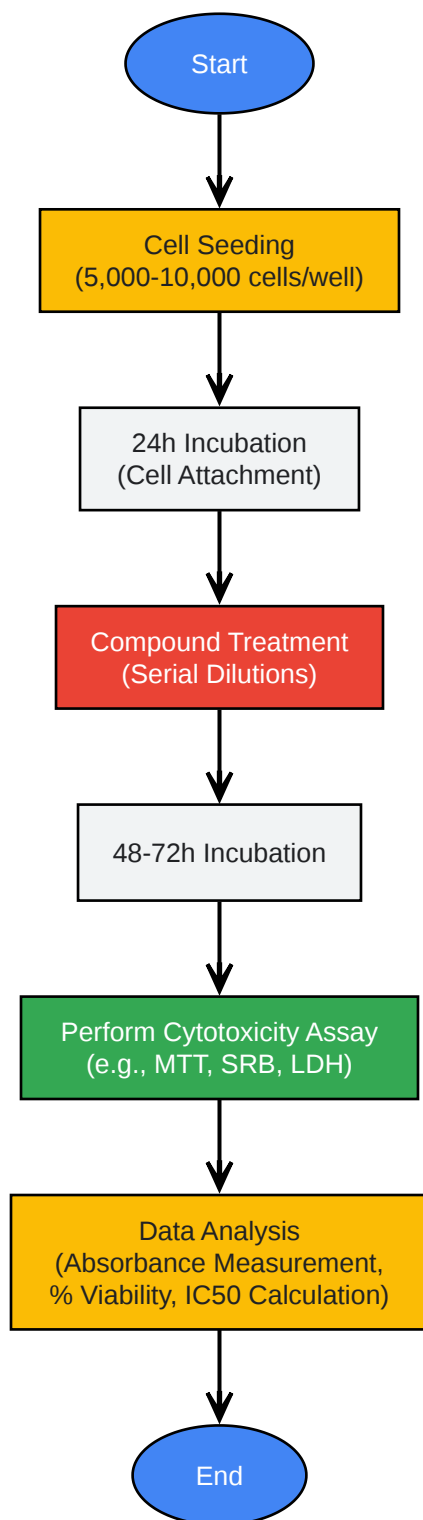 Start
Cell Seeding
(5,000-10,000 cells/well)
24h Incubation
(Cell Attachment)
Compound Treatment
(Serial Dilutions)
48-72h Incubation
Perform Cytotoxicity Assay
(e.g., MTT, SRB, LDH)
Data Analysis
(Absorbance Measurement,
% Viability, IC50 Calculation)
End